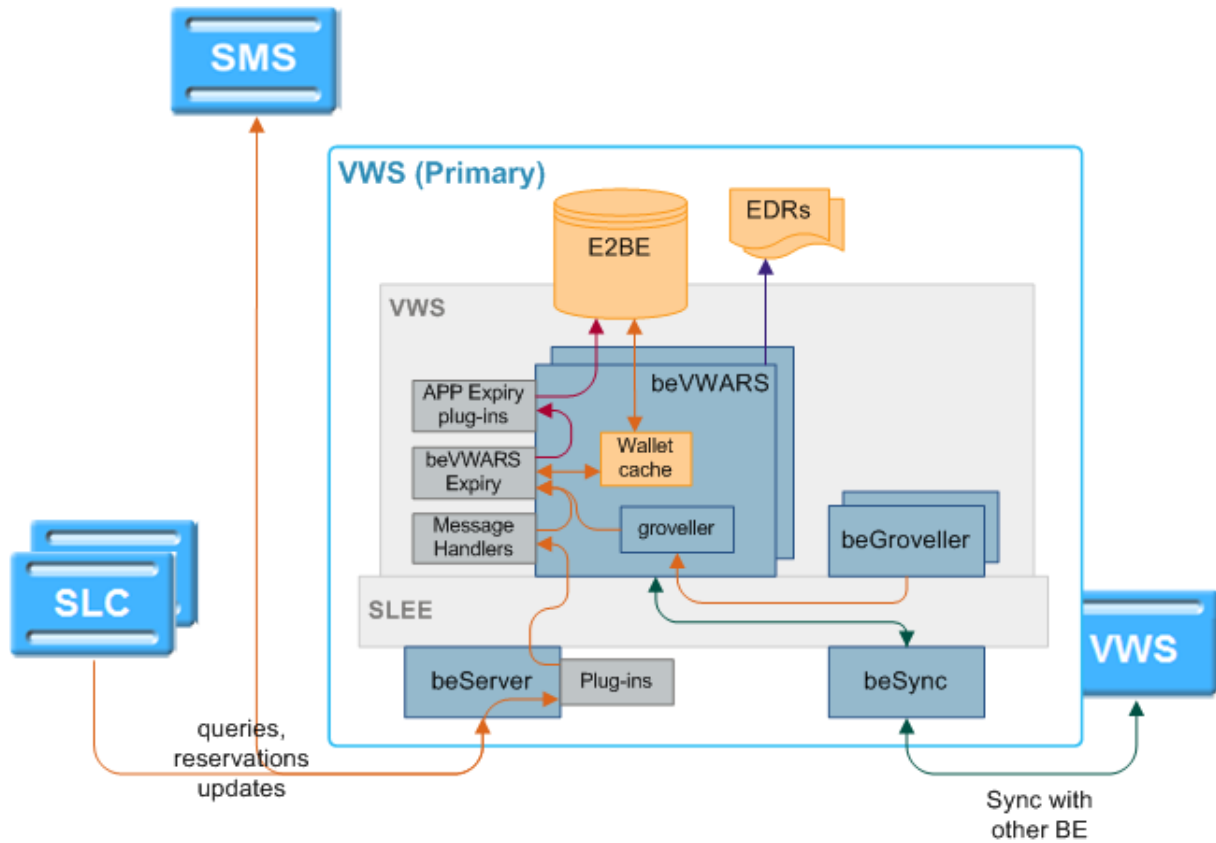 SMS
VWS (Primary)
EDRs
E2BE
VWS
beVWARS
APP Expiry
plug-ins
Wallet
cache
beVWARS
Expiry
Message
Handlers
groveller
beGroveller
SLC
SLEE
VWS
beServer
Plug-ins
beSync
queries,
reservations
updates
Sync with
other BE